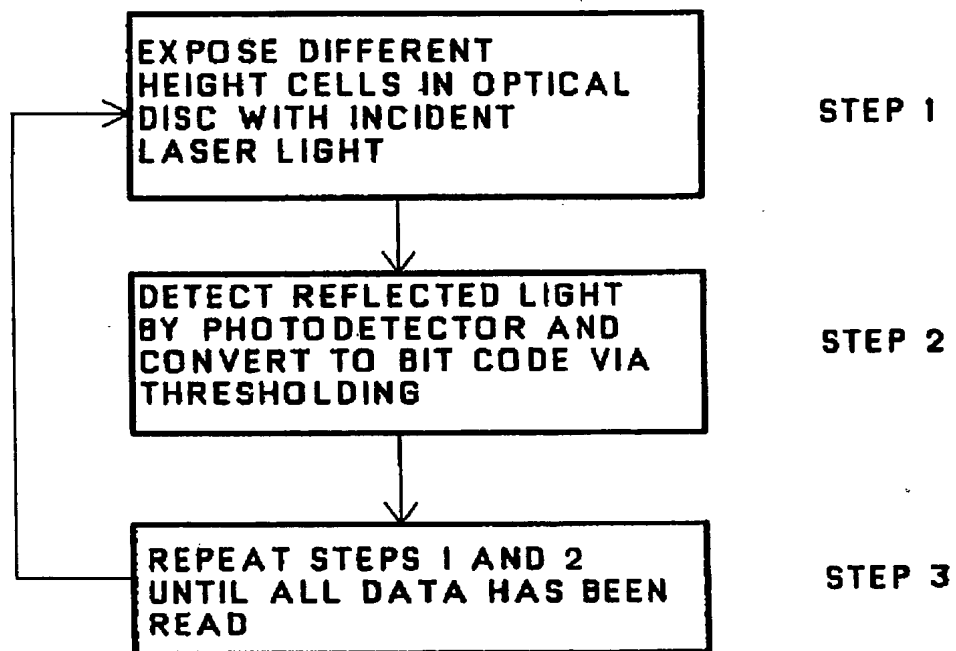 EXPOSE DIFFERENT
HEIGHT CELLS IN OPTICAL
DISC WITH INCIDENT
LASER LIGHT
STEP 1
DETECT REFLECTED LIGHT
BY PHOTODETECTOR AND
CONVERT TO BIT CODE VIA
THRESHOLDING
STEP 2
REPEAT STEPS 1 AND 2
UNTIL ALL DATA HAS BEEN
READ
STEP 3